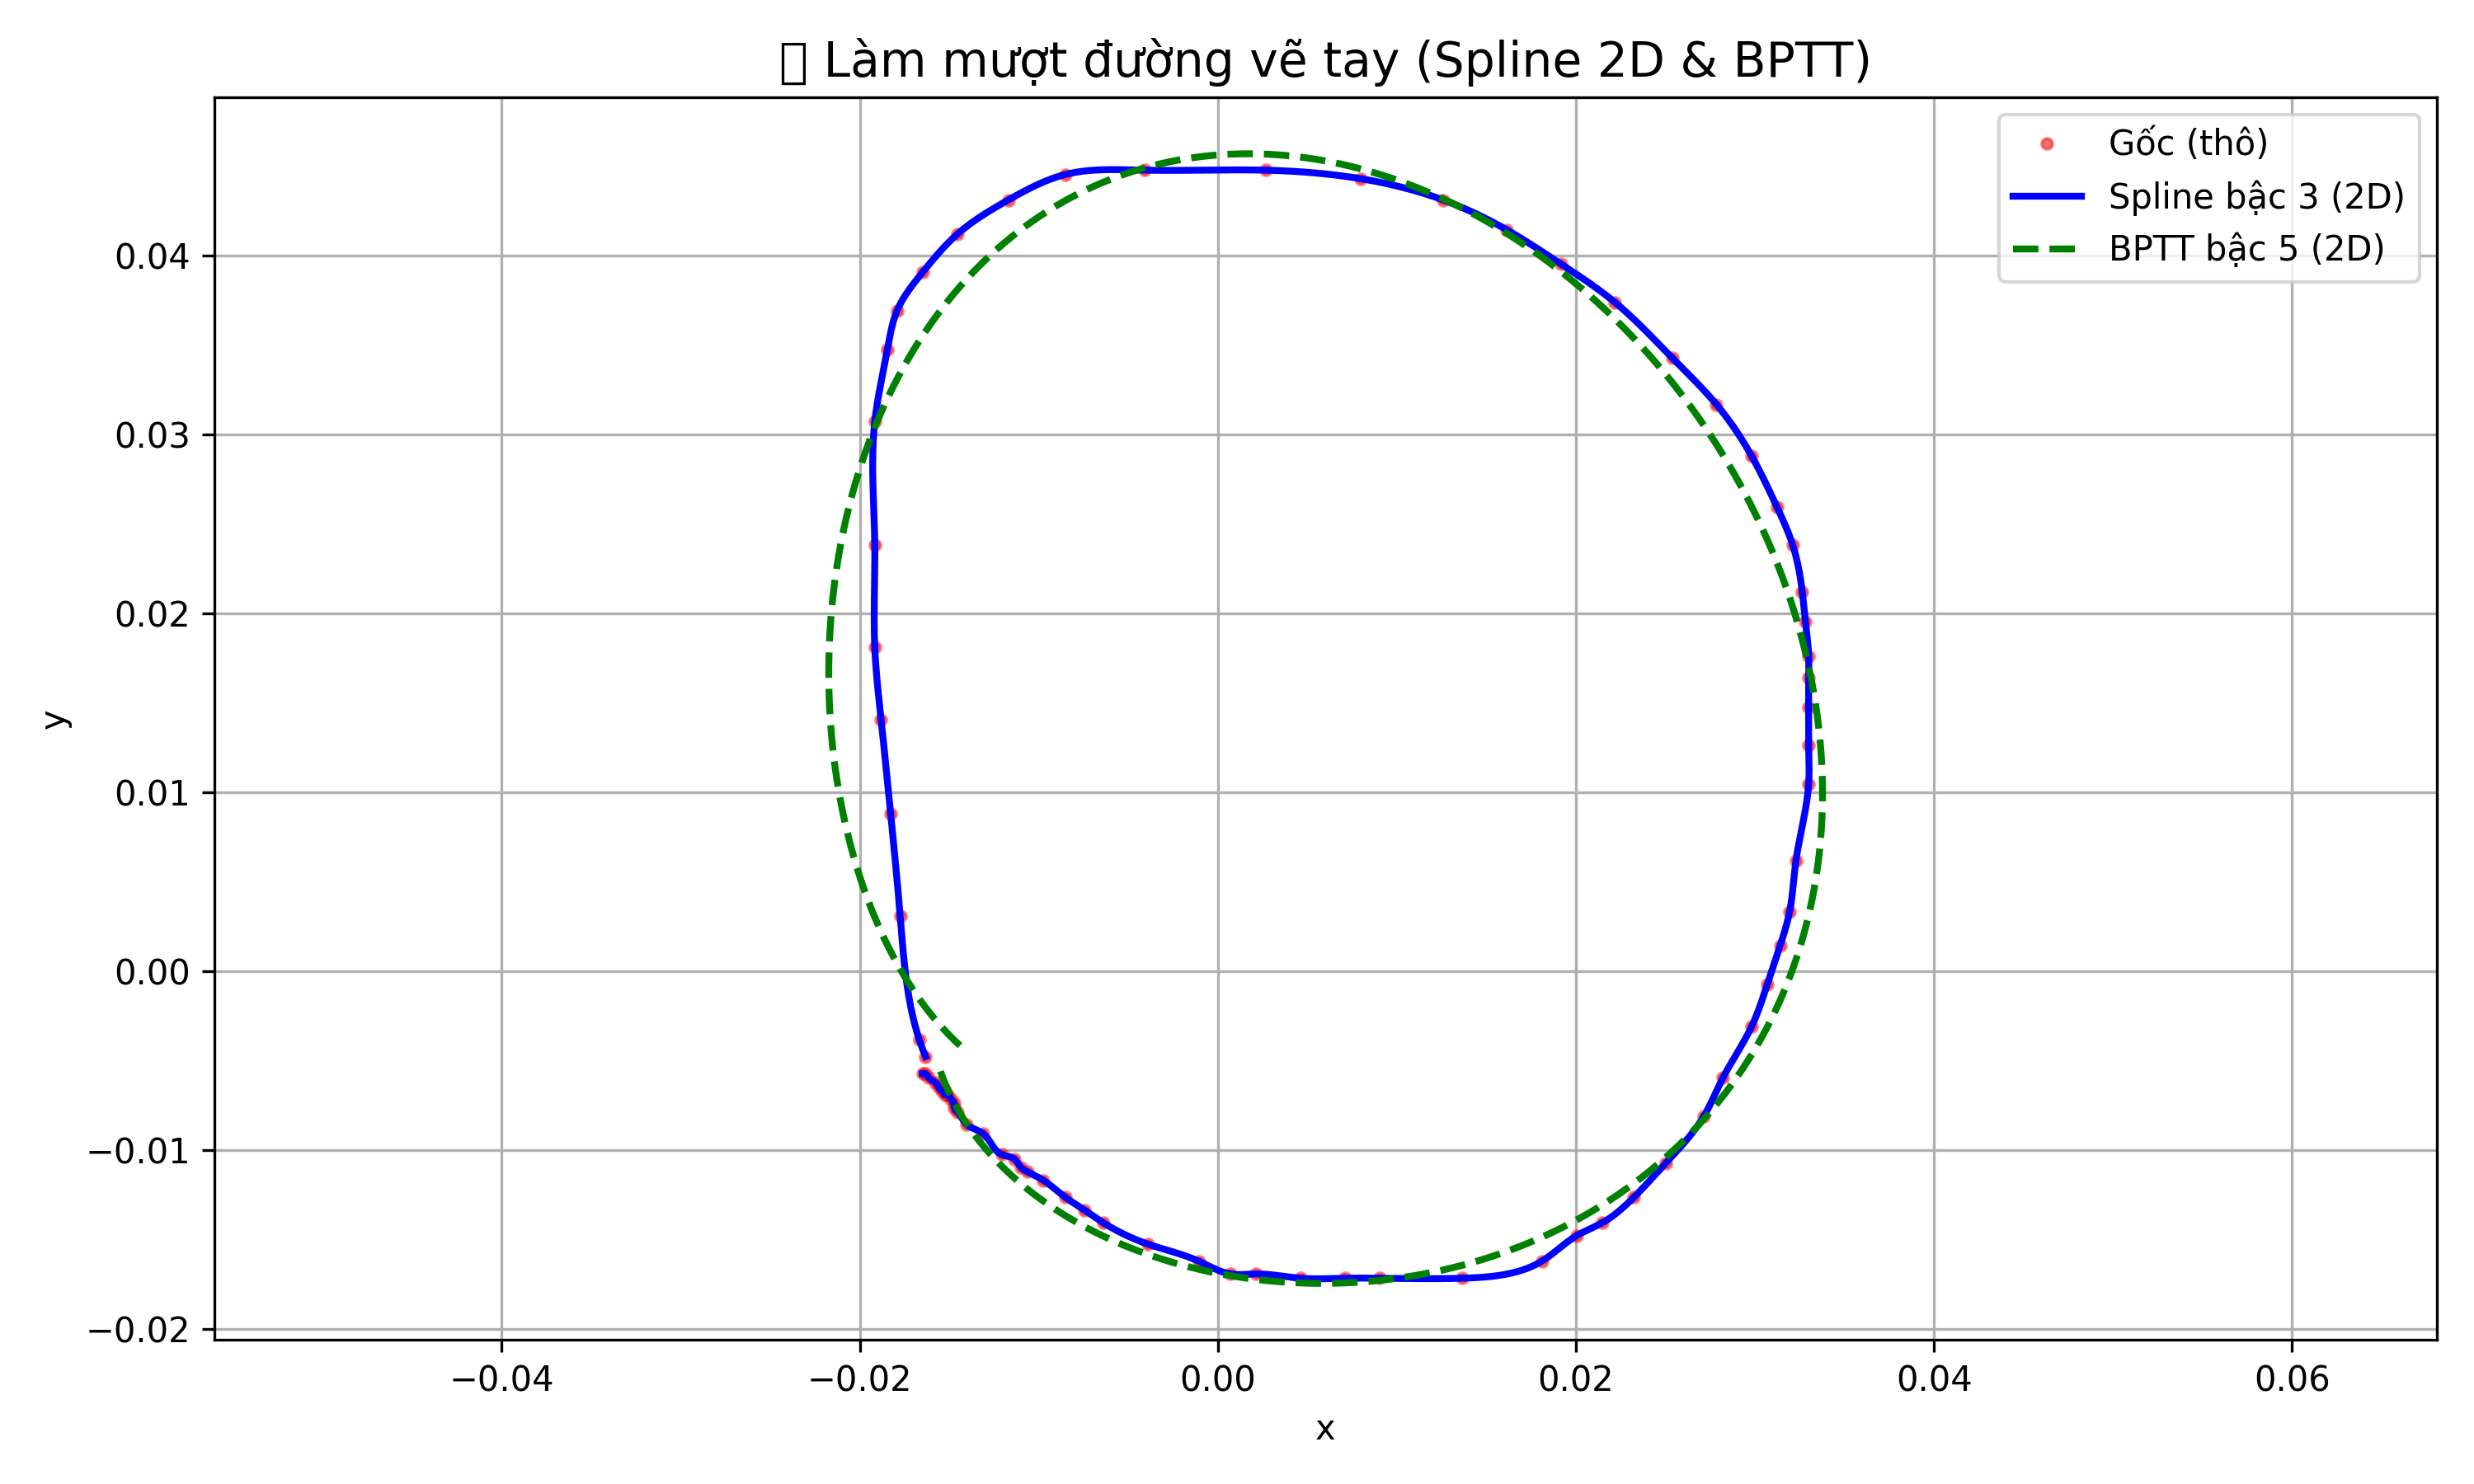 Làm mượt đường vẽ tay (Spline 2D & BPTT)
Gốc (thô)
Spline bậc 3 (2D)
BPTT bậc 5 (2D)
y
0.04
0.03
0.02
0.01
0.00
−0.01
−0.02
−0.04
−0.02
0.00
0.02
0.04
0.06
x